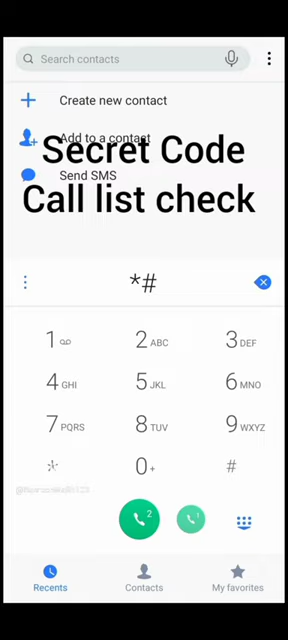 Search contacts
Create new contact
Add to a contact
Secret Code
Send SMS
Call list check
*#
1
2 ABC
3 DEF
4 GHI
5 JKL
6 MNO
7 PQRS
8 TUV
9 WXYZ
*
0 +
#
2
1
Recents
Contacts
My favorites